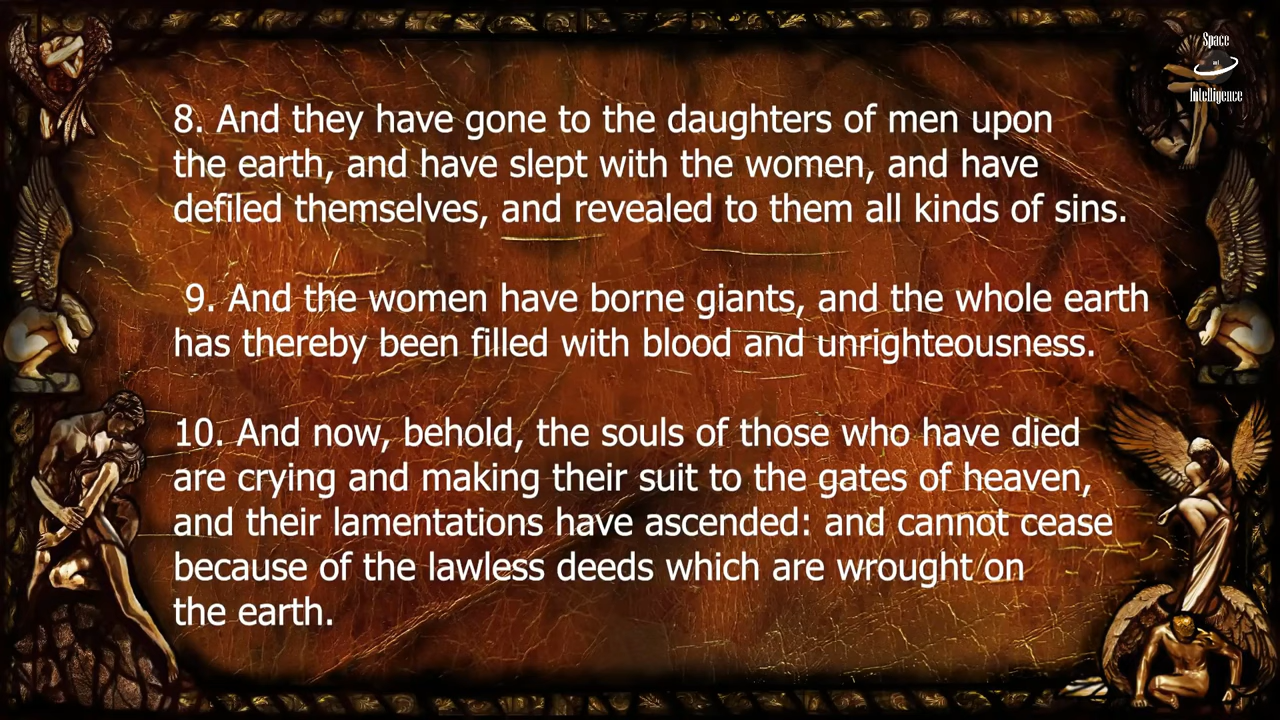 Space
and
Intelligence
8. And they have gone to the daughters of men upon
the earth, and have slept with the women, and have
defiled themselves, and revealed to them all kinds of sins.
9. And the women have borne giants, and the whole earth
has thereby been filled with blood and unrighteousness.
10. And now, behold, the souls of those who have died
are crying and making their suit to the gates of heaven,
and their lamentations have ascended: and cannot cease
because of the lawless deeds which are wrought on
the earth.